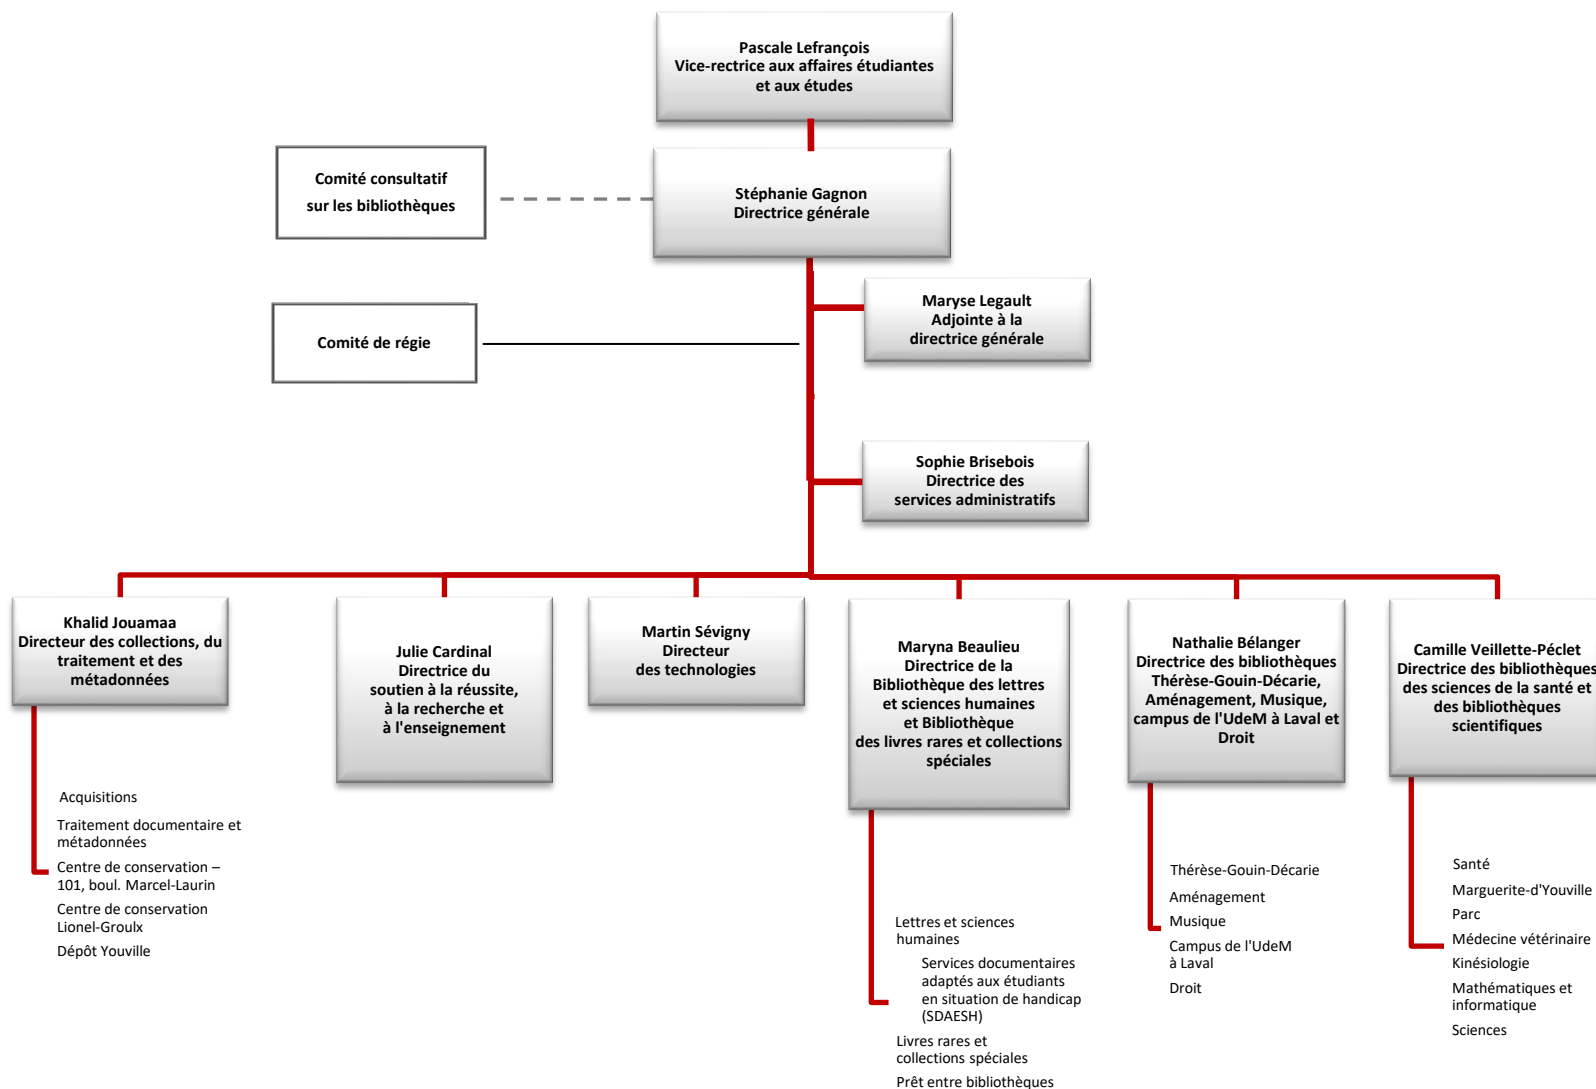 Pascale Lefrançois
Vice-rectrice aux affaires étudiantes
et aux études
Comité consultatif
sur les bibliothèques
Stéphanie Gagnon
Directrice générale
Maryse Legault
Adjointe à la
directrice générale
Comité de régie
Sophie Brisebois
Directrice des
services administratifs
Khalid Jouamaa
Directeur des collections, du
traitement et des
métadonnées
Julie Cardinal
Directrice du
soutien à la réussite,
à la recherche et
à l'enseignement
Martin Sévigny
Directeur
des technologies
Maryna Beaulieu
Directrice de la
Bibliothèque des lettres
et sciences humaines
et Bibliothèque
des livres rares et collections
spéciales
Nathalie Bélanger
Directrice des bibliothèques
Thérèse-Gouin-Décarie,
Aménagement, Musique,
campus de l'UdeM à Laval et
Droit
Camille Veillette-Péclet
Directrice des bibliothèques
des sciences de la santé et
des bibliothèques
scientifiques
Acquisitions
Traitement documentaire et
métadonnées
Centre de conservation –
101, boul. Marcel-Laurin
Centre de conservation
Lionel-Groulx
Dépôt Youville
Lettres et sciences
humaines
Services documentaires
adaptés aux étudiants
en situation de handicap
(SDAESH)
Livres rares et
collections spéciales
Prêt entre bibliothèques
Thérèse-Gouin-Décarie
Aménagement
Musique
Campus de l'UdeM
à Laval
Droit
Santé
Marguerite-d'Youville
Parc
Médecine vétérinaire
Kinésiologie
Mathématiques et
informatique
Sciences